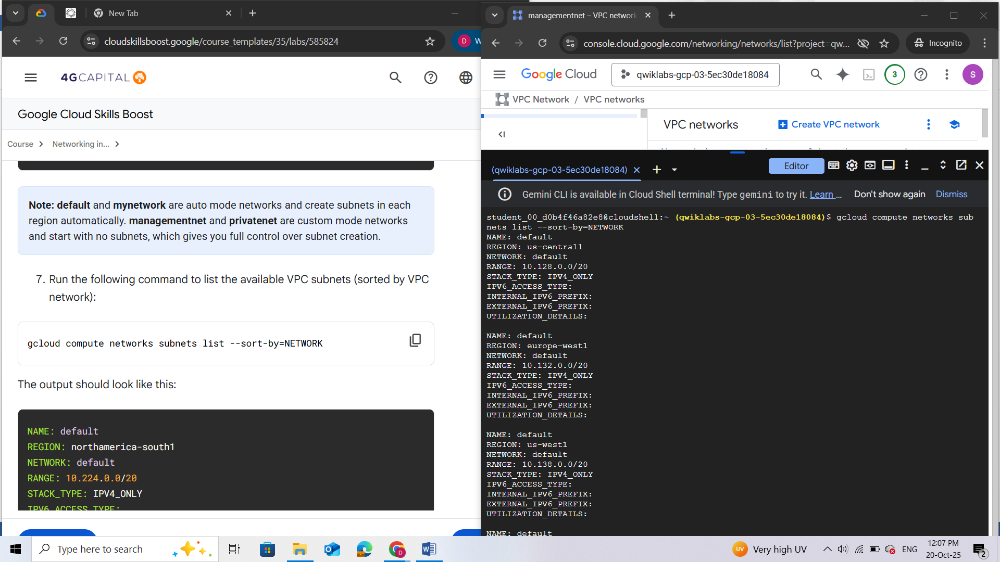 New Tab
cloudskillsboost.google/course_templates/35/labs/585824
D
W
4GCAPITAL
Google Cloud Skills Boost
Course
Networking in...
Note: default and mynetwork are auto mode networks and create subnets in each
region automatically. managementnet and privatenet are custom mode networks
and start with no subnets, which gives you full control over subnet creation.
7. Run the following command to list the available VPC subnets (sorted by VPC
network):
gcloud compute networks subnets list --sort-by=NETWORK
The output should look like this:
NAME: default
REGION: northamerica-south1
NETWORK: default
RANGE: 10.224.0.0/20
STACK_TYPE: IPV4_ONLY
IPV6_ACCESS_TYPE:
managementnet – VPC network
console.cloud.google.com/networking/networks/list?project=qw...
Incognito
Google Cloud
qwiklabs-gcp-03-5ec30de18084
3
S
VPC Network / VPC networks
VPC networks
Create VPC network
(qwiklabs-gcp-03-5ec30de18084)
Editor
Gemini CLI is available in Cloud Shell terminal! Type gemini to try it. Learn ...
Don't show again
Dismiss
student_00_d0b4f46a82e8@cloudshell:~ (qwiklabs-gcp-03-5ec30de18084)$ gcloud compute networks sub
nets list --sort-by=NETWORK
NAME: default
REGION: us-central1
NETWORK: default
RANGE: 10.128.0.0/20
STACK_TYPE: IPV4_ONLY
IPV6_ACCESS_TYPE:
INTERNAL_IPV6_PREFIX:
EXTERNAL_IPV6_PREFIX:
UTILIZATION_DETAILS:
NAME: default
REGION: europe-west1
NETWORK: default
RANGE: 10.132.0.0/20
STACK_TYPE: IPV4_ONLY
IPV6_ACCESS_TYPE:
INTERNAL_IPV6_PREFIX:
EXTERNAL_IPV6_PREFIX:
UTILIZATION_DETAILS:
NAME: default
REGION: us-west1
NETWORK: default
RANGE: 10.138.0.0/20
STACK_TYPE: IPV4_ONLY
IPV6_ACCESS_TYPE:
INTERNAL_IPV6_PREFIX:
EXTERNAL_IPV6_PREFIX:
UTILIZATION_DETAILS:
NAME: default
Type here to search
UV
Very high UV
ENG
12:07 PM
20-Oct-25
2